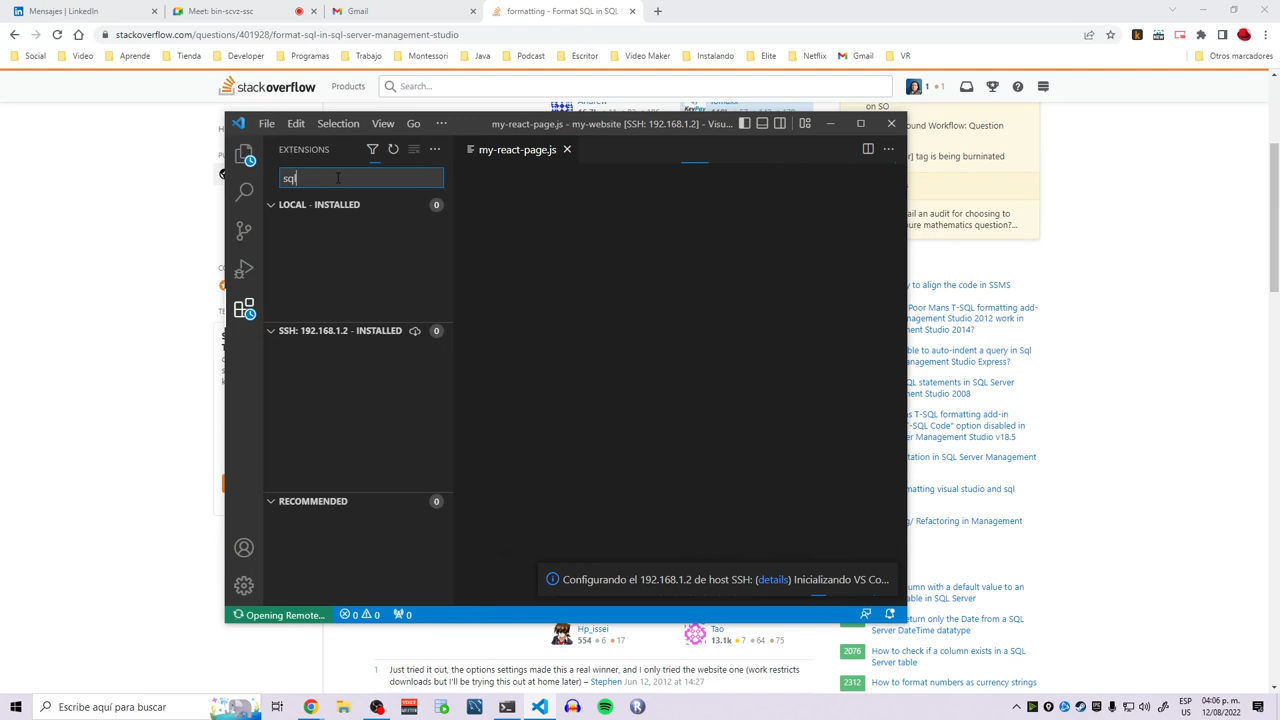 Mensajes | LinkedIn
Meet: grabación
Gmail
formatting - Format SQL in SQL S
stackoverflow.com/questions/401928/format-sql-in-sql-server-management-studio
Social
Video
Aprende
Tienda
Developer
Programas
Trabajo
Montessori
Java
Podcast
Escritor
Video Maker
Instalando
Elite
Netflix
Gmail
VR
Otros marcadores
stackoverflow
Products
Search...
1
1
on SO
File
Edit
Selection
View
Go
my-react-page.js - my-website [SSH: 192.168.1.2] - Visu...
ound Workflow: Question
EXTENSIONS
my-react-page.js
r] tag is being burninated
sql
LOCAL - INSTALLED
0
ail an audit for choosing to
oure mathematics question?...
y to align the code in SSMS
Poor Mans T-SQL formatting add-
nagement Studio 2012 work in
ent Studio 2014?
SSH: 192.168.1.2 - INSTALLED
0
ble to auto-indent a query in Sql
nagement Studio Express?
QL statements in SQL Server
ent Studio 2008
s T-SQL formatting add-in
"-SQL Code" option disabled in
er Management Studio v18.5
tation in SQL Server Management
matting visual studio and sql
RECOMMENDED
0
g/ Refactoring in Management
Configurando el 192.168.1.2 de host SSH: (details) Inicializando VS Co...
lumn with a default value to an
able in SQL Server
Opening Remote...
0
0
0
eturn only the Date from a SQL
Server DateTime datatype
Hp_issei
554
6
17
Tao
13.1k
7
64
75
2076
How to check if a column exists in a SQL
Server table
1
Just tried it out, the options settings made this a real winner, and I only tried the website one (work restricts
downloads but I'll be trying this out at home later) – Stephen Jun 12, 2012 at 14:27
2312
How to format numbers as currency strings
Escribe aquí para buscar
ESP
US
04:06 p. m.
12/08/2022